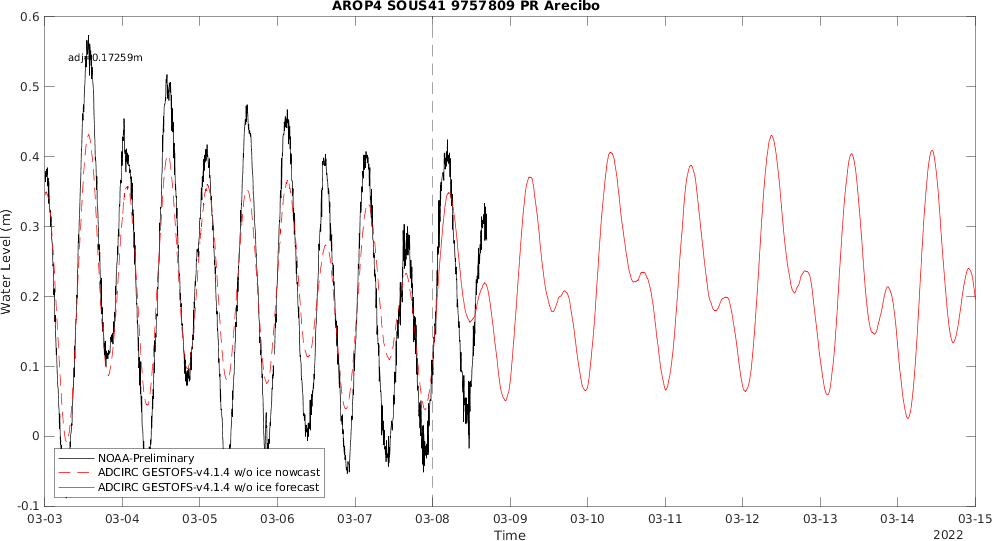 AROP4 SOUS41 9757809 PR Arecibo
adj=0.17259m
Water Level (m)
0.6
0.5
0.4
0.3
0.2
0.1
0
-0.1
NOAA-Preliminary
ADCIRC GESTOFS-v4.1.4 w/o ice nowcast
ADCIRC GESTOFS-v4.1.4 w/o ice forecast
03-03 03-04 03-05 03-06 03-07 03-08 03-09 03-10 03-11 03-12 03-13 03-14 03-15
Time
2022